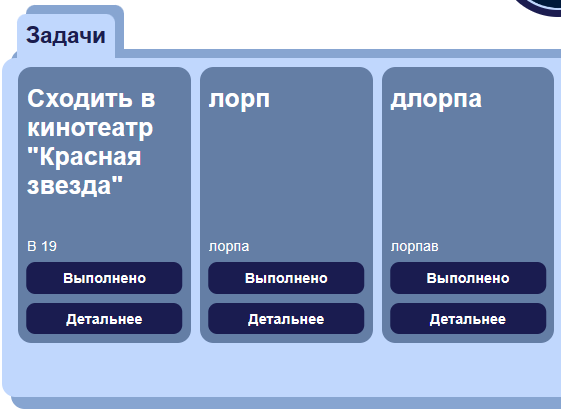 Задачи
Сходить в
кинотеатр
"Красная
звезда"
В 19
Выполнено
Детальнее
лорп
лорпа
Выполнено
Детальнее
длорпа
лорпав
Выполнено
Детальнее